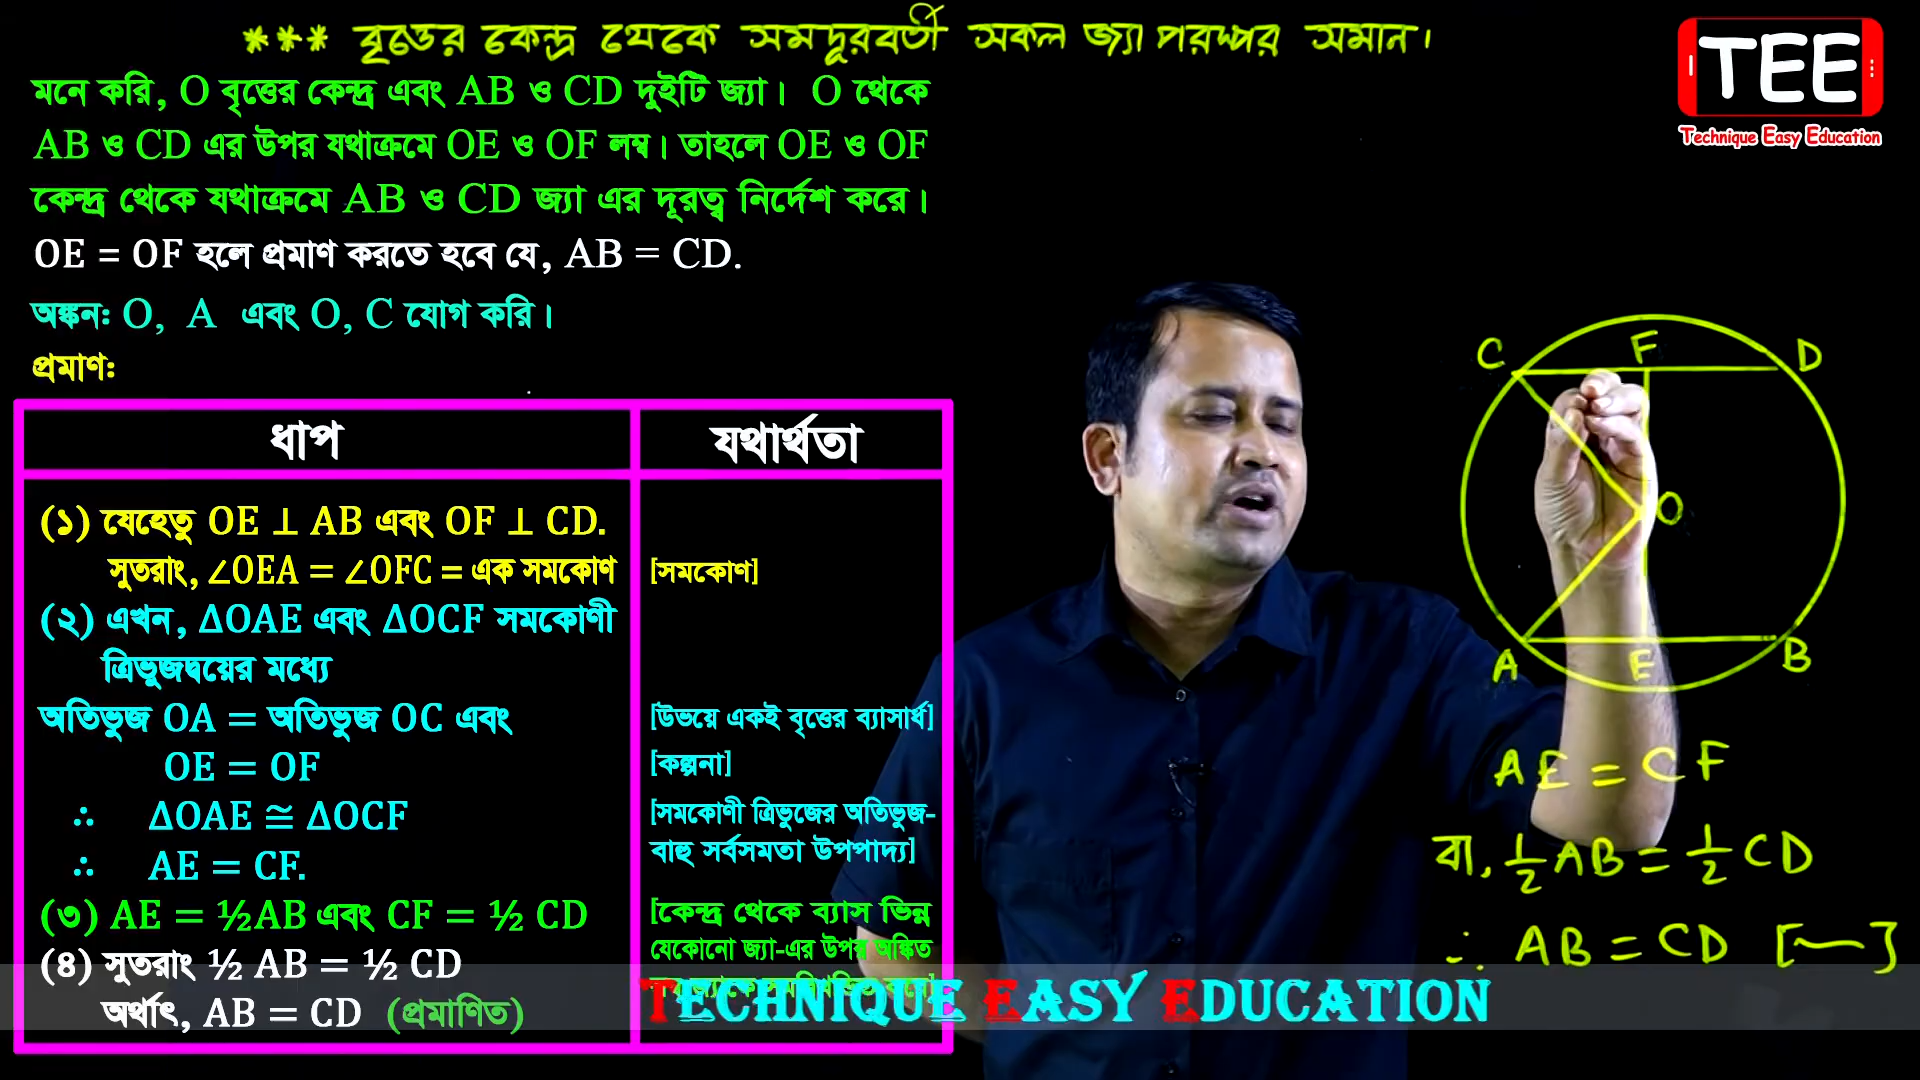 *** বৃত্তের কেন্দ্র থেকে সমদূরবর্তী সকল জ্যা পরস্পর সমান।
TEE
Technique Easy Education
মনে করি, O বৃত্তের কেন্দ্র এবং AB ও CD দুইটি জ্যা। O থেকে
AB ও CD এর উপর যথাক্রমে OE ও OF লম্ব। তাহলে OE ও OF
কেন্দ্র থেকে যথাক্রমে AB ও CD জ্যা এর দূরত্ব নির্দেশ করে।
OE = OF হলে প্রমাণ করতে হবে যে, AB = CD.
অঙ্কনঃ O, A এবং O, C যোগ করি।
প্রমাণঃ
ধাপ
যথার্থতা
(১) যেহেতু OE ⊥ AB এবং OF ⊥ CD.
সুতরাং, ∠OEA = ∠OFC = এক সমকোণ
[সমকোণ]
(২) এখন, ΔOAE এবং ΔOCF সমকোণী
ত্রিভুজদ্বয়ের মধ্যে
অতিভুজ OA = অতিভুজ OC এবং
[উভয়ে একই বৃত্তের ব্যাসার্ধ]
OE = OF
[কল্পনা]
∴ ΔOAE ≅ ΔOCF
[সমকোণী ত্রিভুজের অতিভুজ-
বাহু সর্বসমতা উপপাদ্য]
∴ AE = CF.
(৩) AE = ½AB এবং CF = ½ CD
[কেন্দ্র থেকে ব্যাস ভিন্ন
যেকোনো জ্যা-এর উপর অঙ্কিত
(৪) সুতরাং ½ AB = ½ CD
অর্থাৎ, AB = CD (প্রমাণিত)
C F D
O
A E B
AE = CF
বা, ½ AB = ½ CD
∴ AB = CD [—]
TECHNIQUE EASY EDUCATION